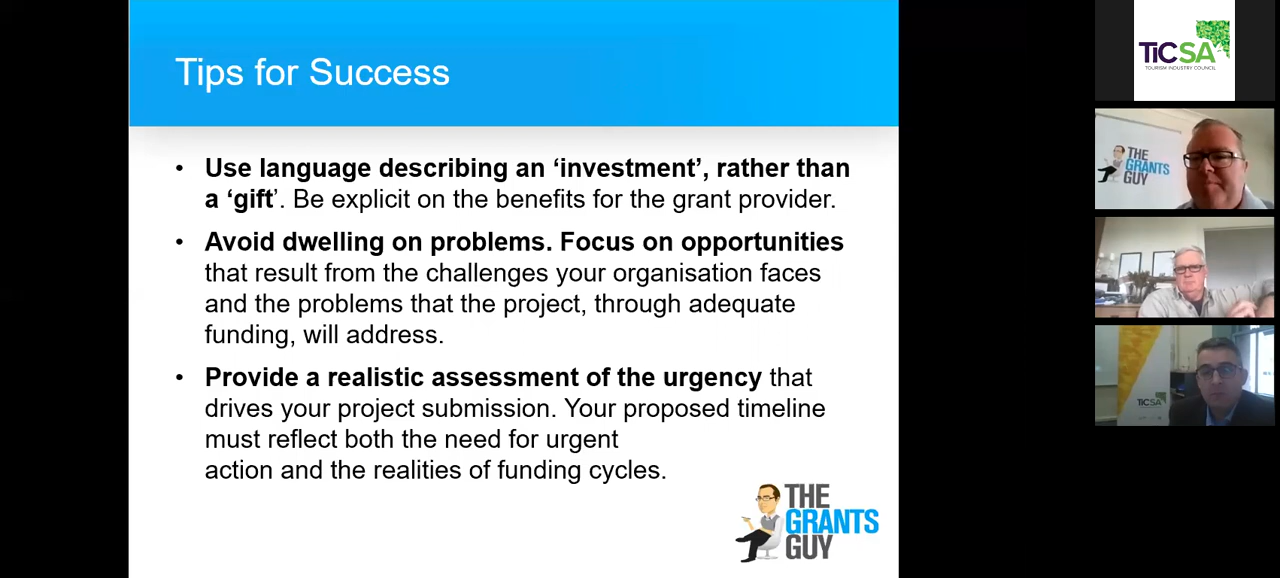 Tips for Success
• Use language describing an ‘investment’, rather than
a ‘gift’. Be explicit on the benefits for the grant provider.
• Avoid dwelling on problems. Focus on opportunities
that result from the challenges your organisation faces
and the problems that the project, through adequate
funding, will address.
• Provide a realistic assessment of the urgency that
drives your project submission. Your proposed timeline
must reflect both the need for urgent
action and the realities of funding cycles.
THE
GRANTS
GUY
TiCSA
TOURISM INDUSTRY COUNCIL
THE
GRANTS
GUY
TiCSA